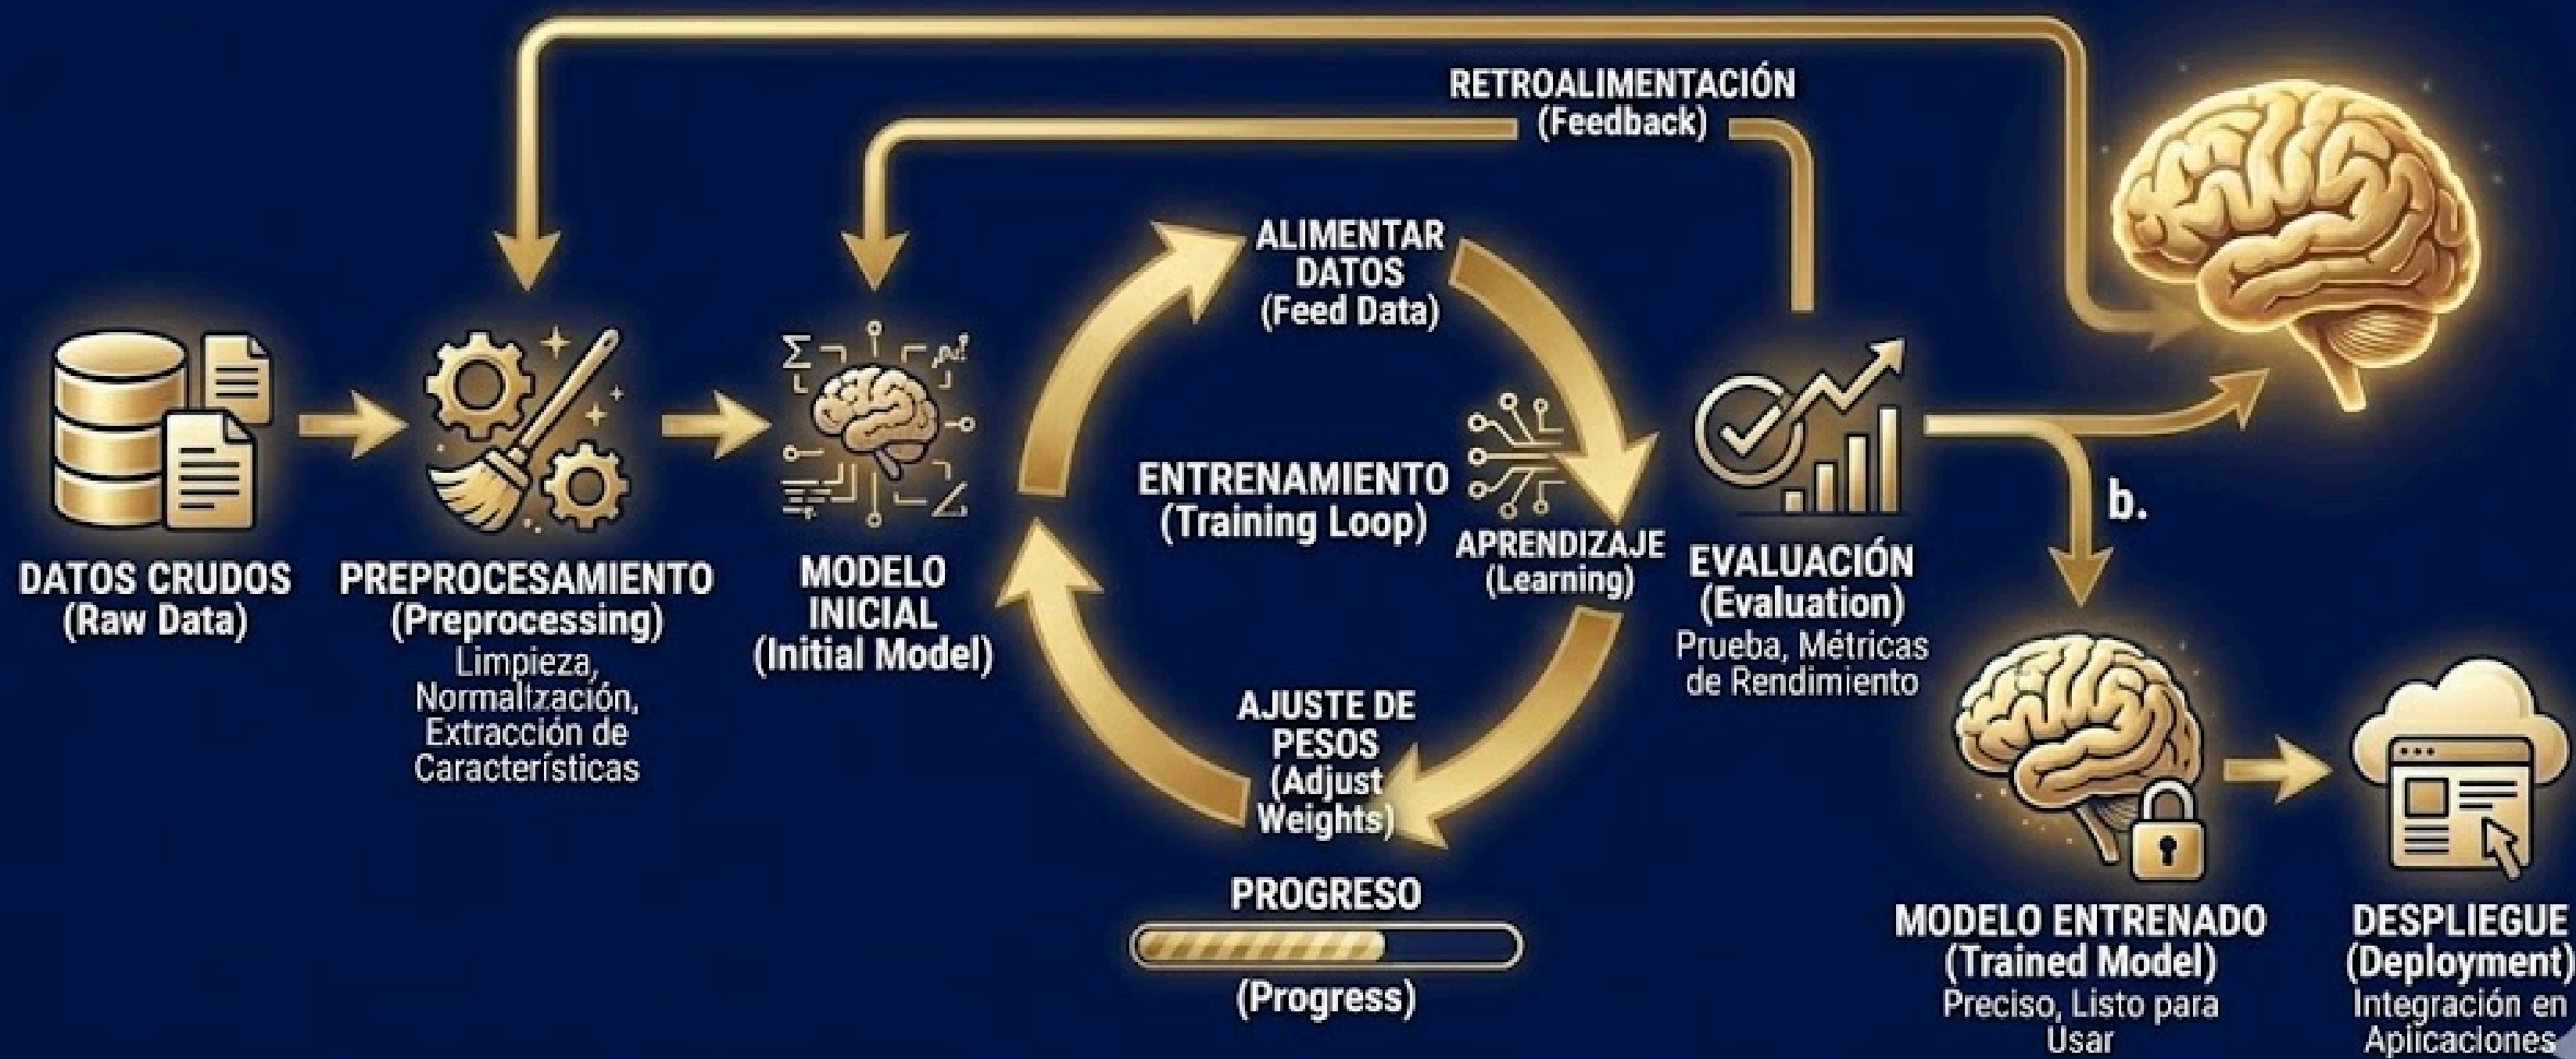 RETROALIMENTACIÓN
(Feedback)
ALIMENTAR
DATOS
(Feed Data)
ENTRENAMIENTO
(Training Loop)
APRENDIZAJE
(Learning)
AJUSTE DE
PESOS
(Adjust
Weights)
PROGRESO
(Progress)
DATOS CRUDOS
(Raw Data)
PREPROCESAMIENTO
(Preprocessing)
Limpieza,
Normaltzación,
Extracción de
Características
MODELO
INICIAL
(Initial Model)
Σ
EVALUACIÓN
(Evaluation)
Prueba, Métricas
de Rendimiento
b.
MODELO ENTRENADO
(Trained Model)
Preciso, Listo para
Usar
DESPLIEGUE
(Deployment)
Integración en
Apiicaciones